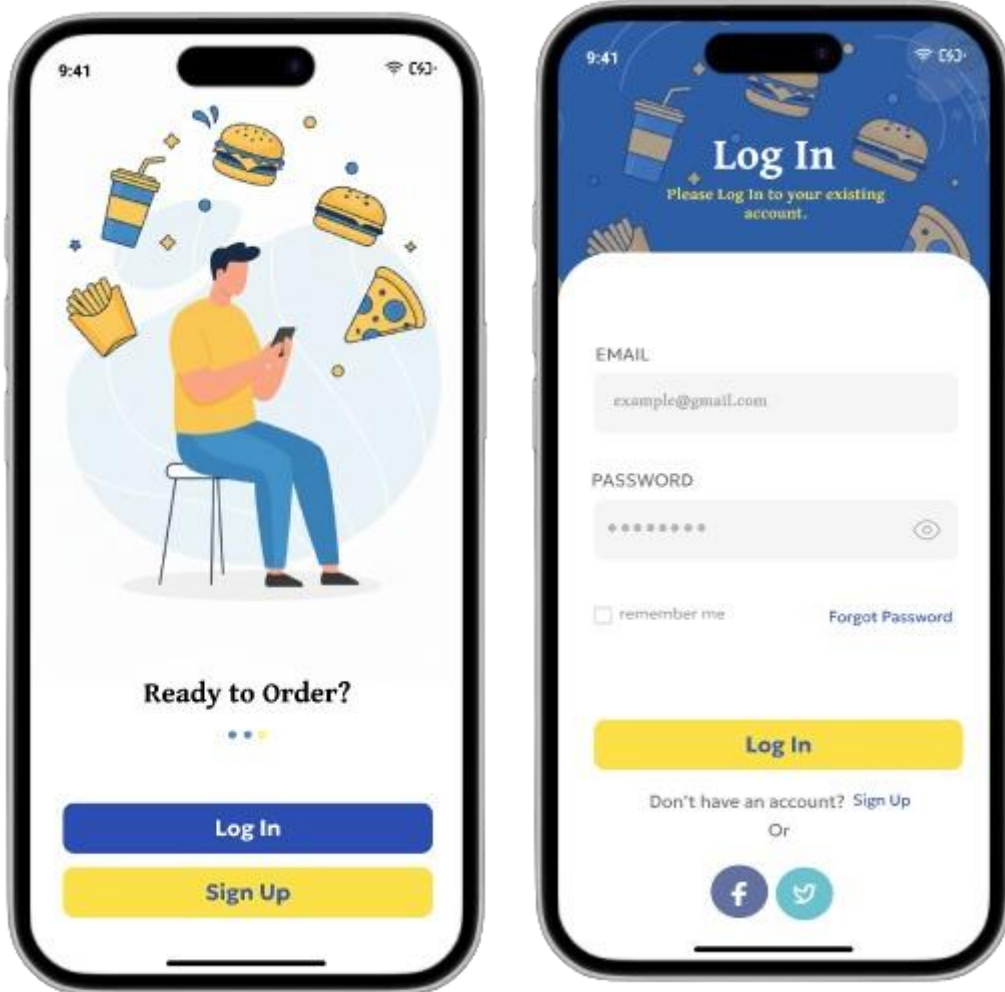 9:41
Ready to Order?
Log In
Sign Up
9:41
Log In
Please Log In to your existing
account.
EMAIL
example@gmail.com
PASSWORD
remember me
Forgot Password
Log In
Don't have an account? Sign Up
Or
f